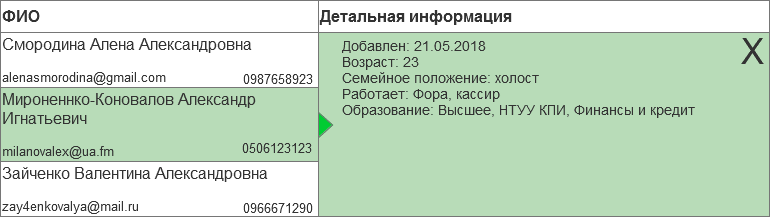 ФИО
Детальная информация
Смородина Алена Александровна
alenasmorodina@gmail.com
0987658923
Мироненнко-Коновалов Александр
Игнатьевич
milanovalex@ua.fm
0506123123
Зайченко Валентина Александровна
zay4enkovalya@mail.ru
0966671290
Добавлен: 21.05.2018
X
Возраст: 23
Семейное положение: холост
Работает: Фора, кассир
Образование: Высшее, НТУУ КПИ, Финансы и кредит